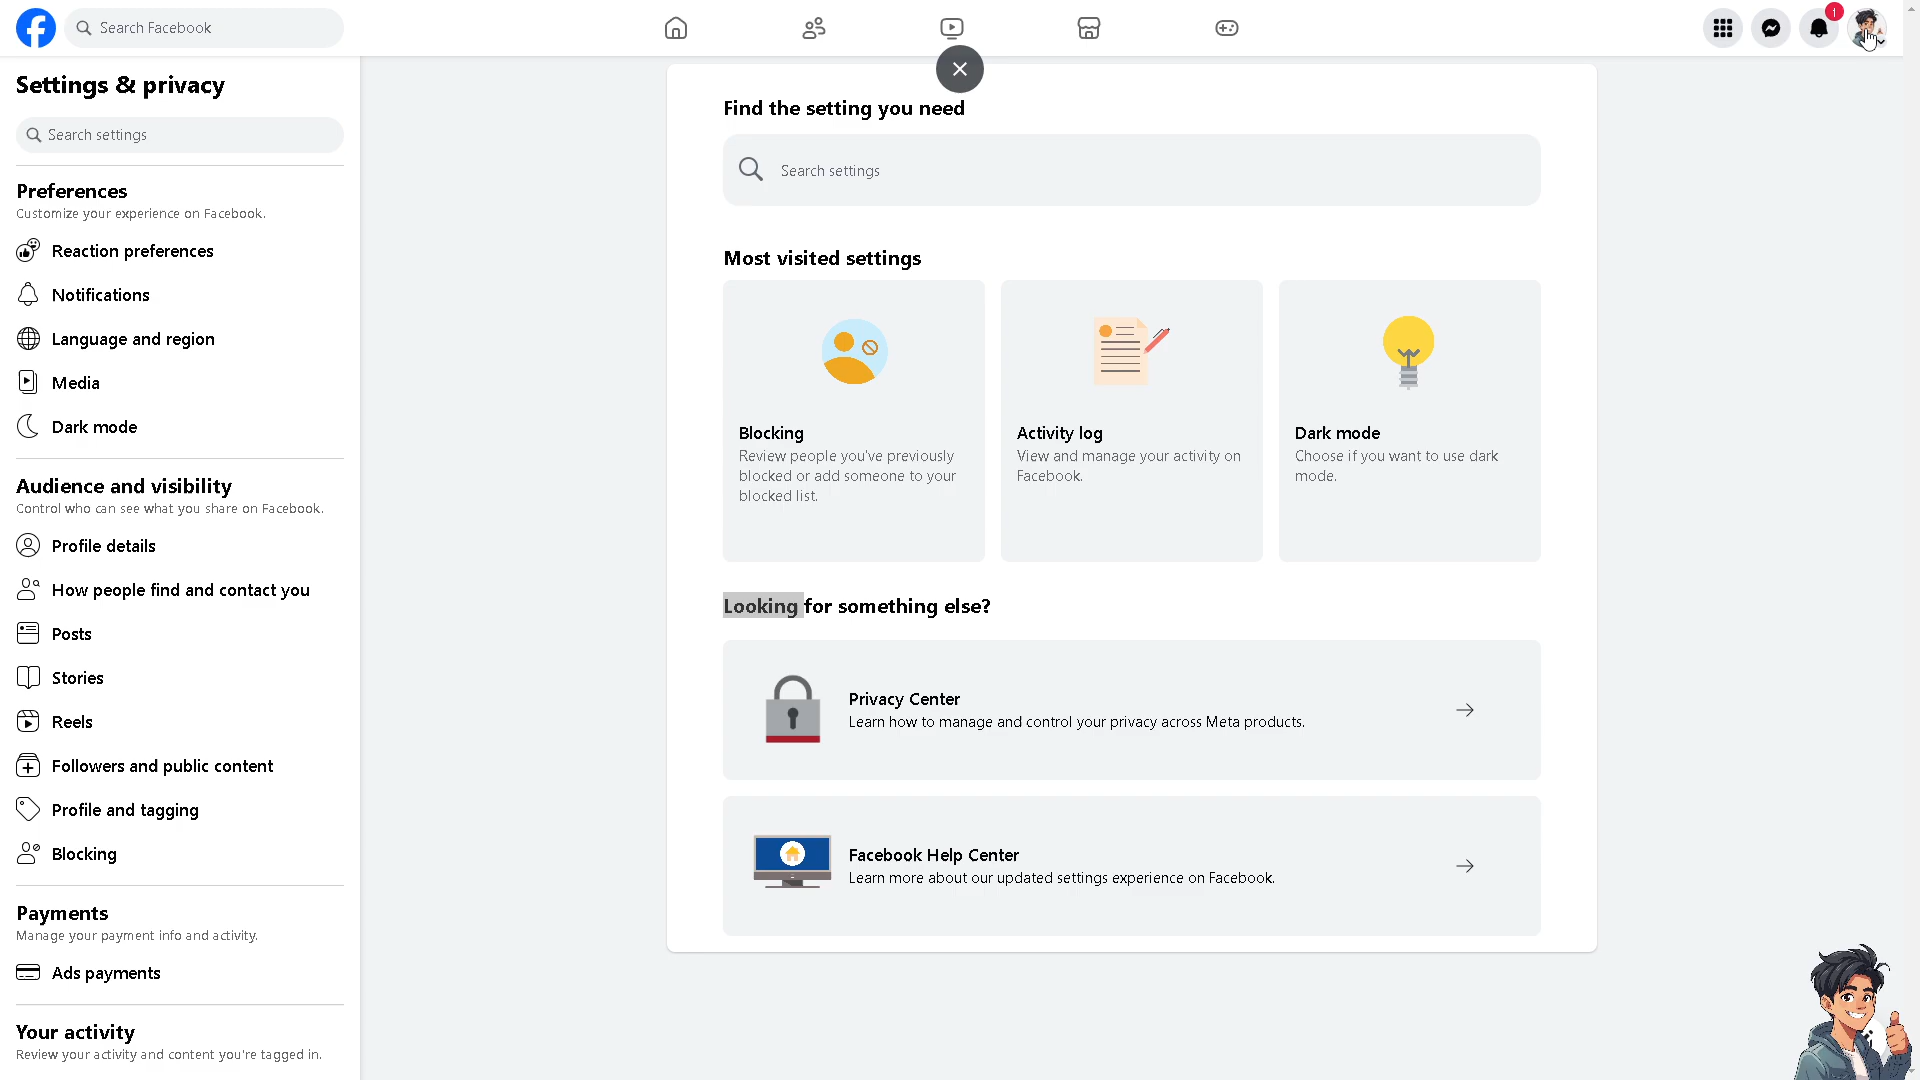 Search Facebook
1
Settings & privacy
Search settings
Preferences
Customize your experience on Facebook.
Reaction preferences
Notifications
Language and region
Media
Dark mode
Audience and visibility
Control who can see what you share on Facebook.
Profile details
How people find and contact you
Posts
Stories
Reels
Followers and public content
Profile and tagging
Blocking
Payments
Manage your payment info and activity.
Ads payments
Your activity
Review your activity and content you're tagged in.
Find the setting you need
Search settings
Most visited settings
Blocking
Review people you've previously
blocked or add someone to your
blocked list.
Activity log
View and manage your activity on
Facebook.
Dark mode
Choose if you want to use dark
mode.
Looking for something else?
Privacy Center
Learn how to manage and control your privacy across Meta products.
Facebook Help Center
Learn more about our updated settings experience on Facebook.